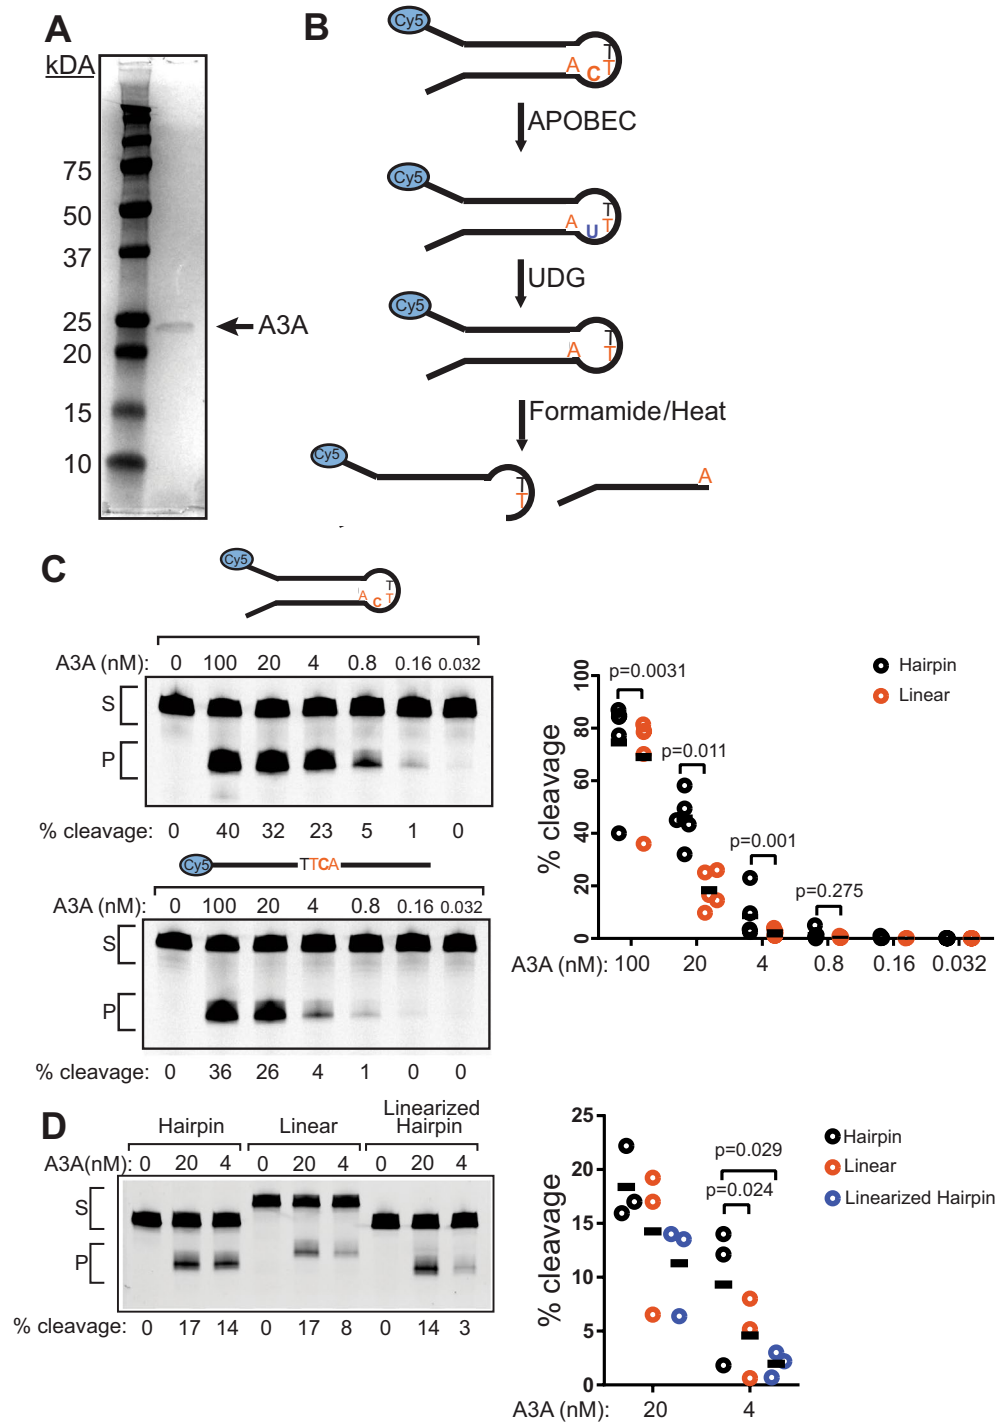 A
kDA
75
50
37
25
20
15
10
A3A
B
Cy5
T
A C T
APOBEC
Cy5
T
A U T
UDG
Cy5
T
A T
Formamide/Heat
Cy5
T
T
A
C
Cy5
T
A C T
A3A (nM): 0 100 20 4 0.8 0.16 0.032
S
P
% cleavage: 0 40 32 23 5 1 0
Cy5 TTCA
A3A (nM): 0 100 20 4 0.8 0.16 0.032
S
P
% cleavage: 0 36 26 4 1 0 0
Hairpin
Linear
p=0.0031
p=0.011
p=0.001
p=0.275
% cleavage
100
80
60
40
20
0
A3A (nM): 100 20 4 0.8 0.16 0.032
D
Hairpin Linear Linearized Hairpin
A3A(nM): 0 20 4 0 20 4 0 20 4
S
P
% cleavage: 0 17 14 0 17 8 0 14 3
Hairpin
Linear
Linearized Hairpin
p=0.029
p=0.024
% cleavage
25
20
15
10
5
0
A3A (nM): 20 4